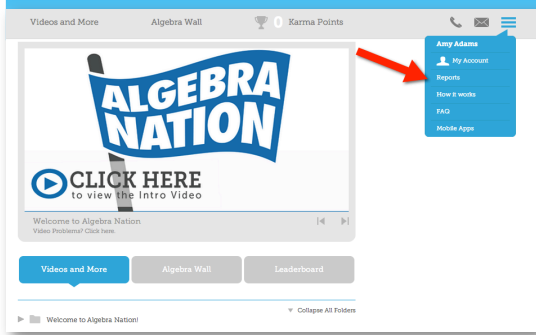 Videos and More
Algebra Wall
0 Karma Points
Amy Adams
My Account
Reports
How it works
FAQ
Mobile Apps
ALGEBRA
NATION
CLICK HERE
to view the Intro Video
Welcome to Algebra Nation
Video Problems? Click here.
Videos and More
Algebra Wall
Leaderboard
Collapse All Folders
Welcome to Algebra Nation!